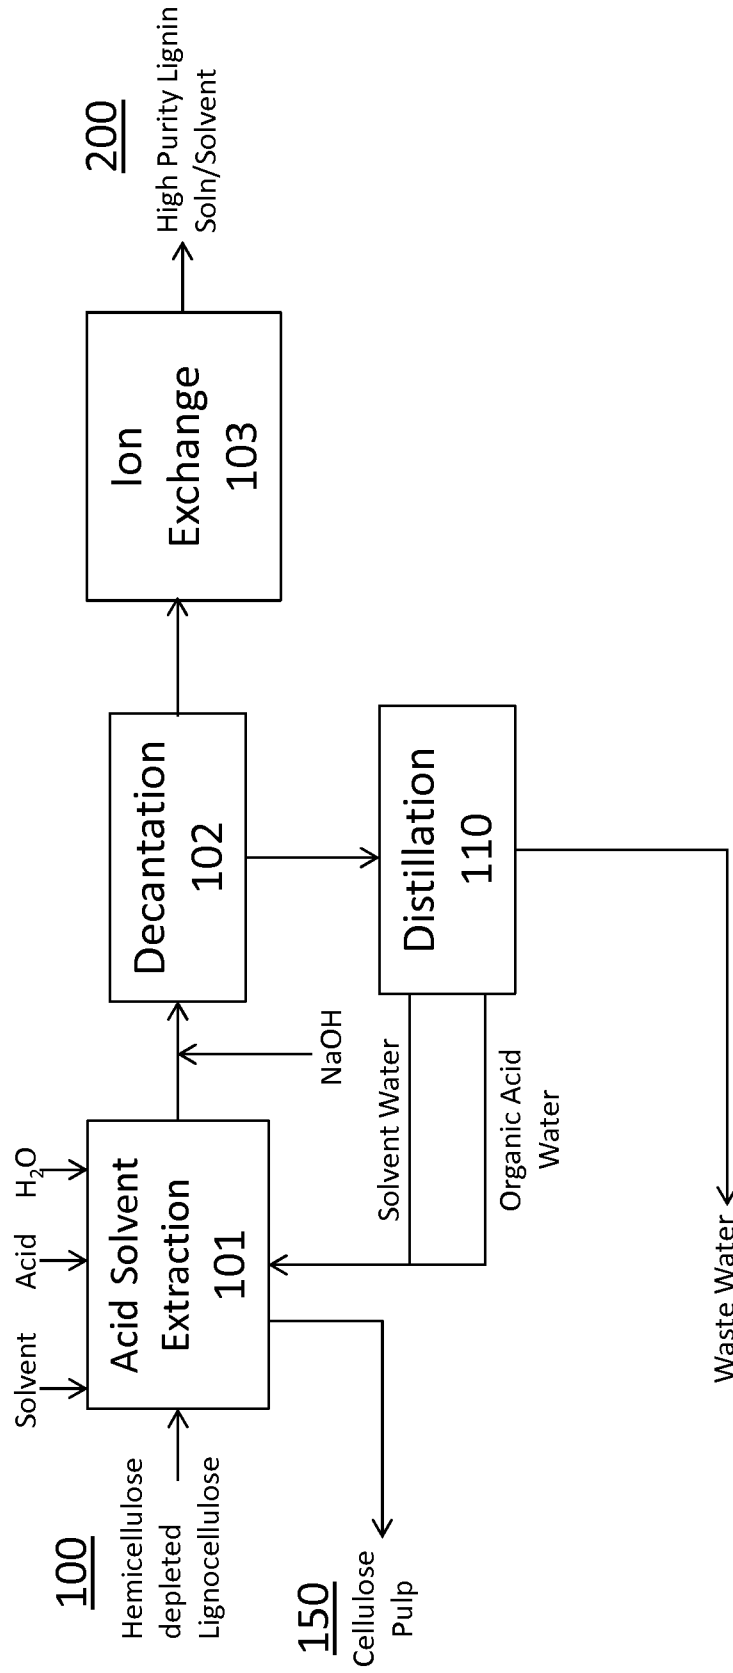 100
Hemicellulose
depleted
Lignocellulose
150
Cellulose
Pulp
Solvent
Acid
H₂O
Acid Solvent
Extraction
101
NaOH
Decantation
102
Solvent Water
Organic Acid
Water
Distillation
110
Waste Water
Ion
Exchange
103
200
High Purity Lignin
Soln/Solvent